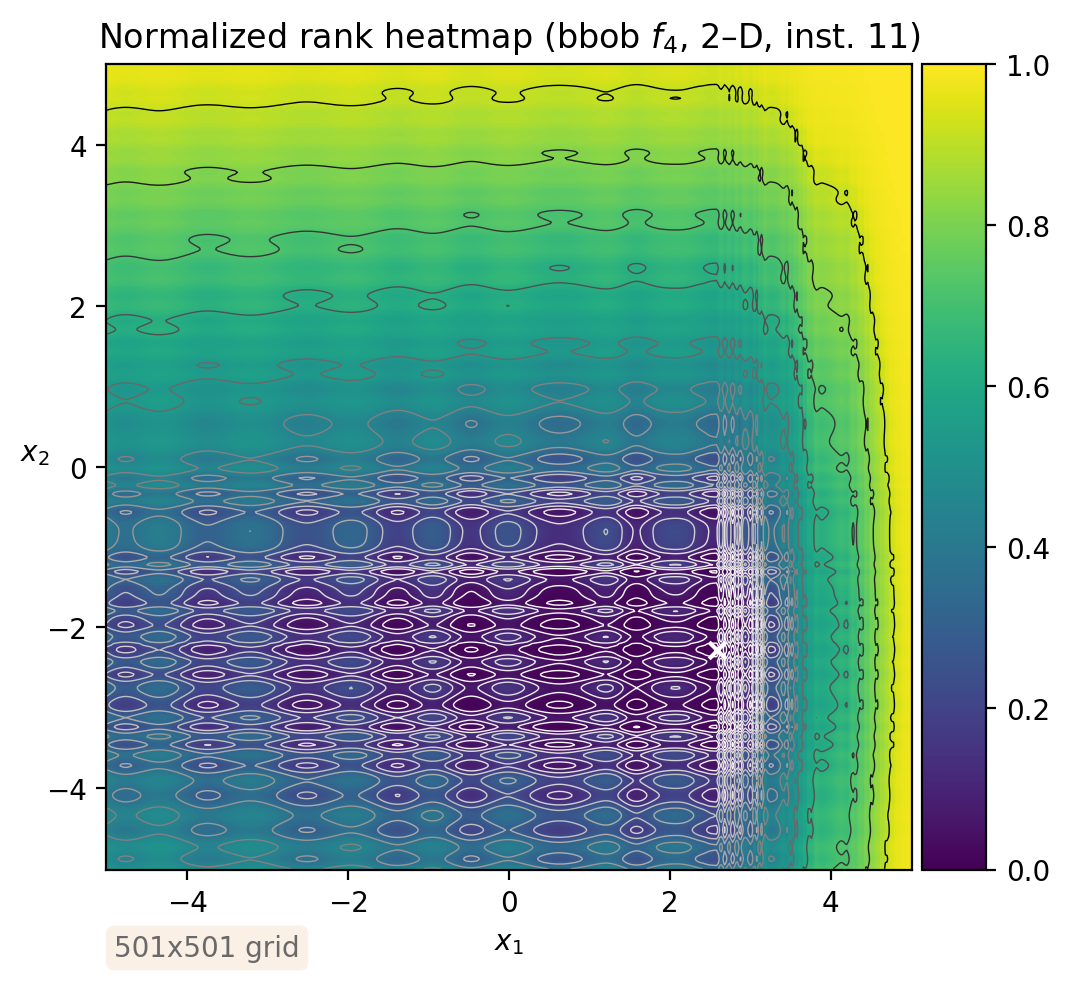 Normalized rank heatmap (bbob f₄, 2–D, inst. 11)
1.0
0.8
0.6
0.4
0.2
0.0
4
2
0
−2
−4
x₂
−4 −2 0 2 4
x₁
501x501 grid